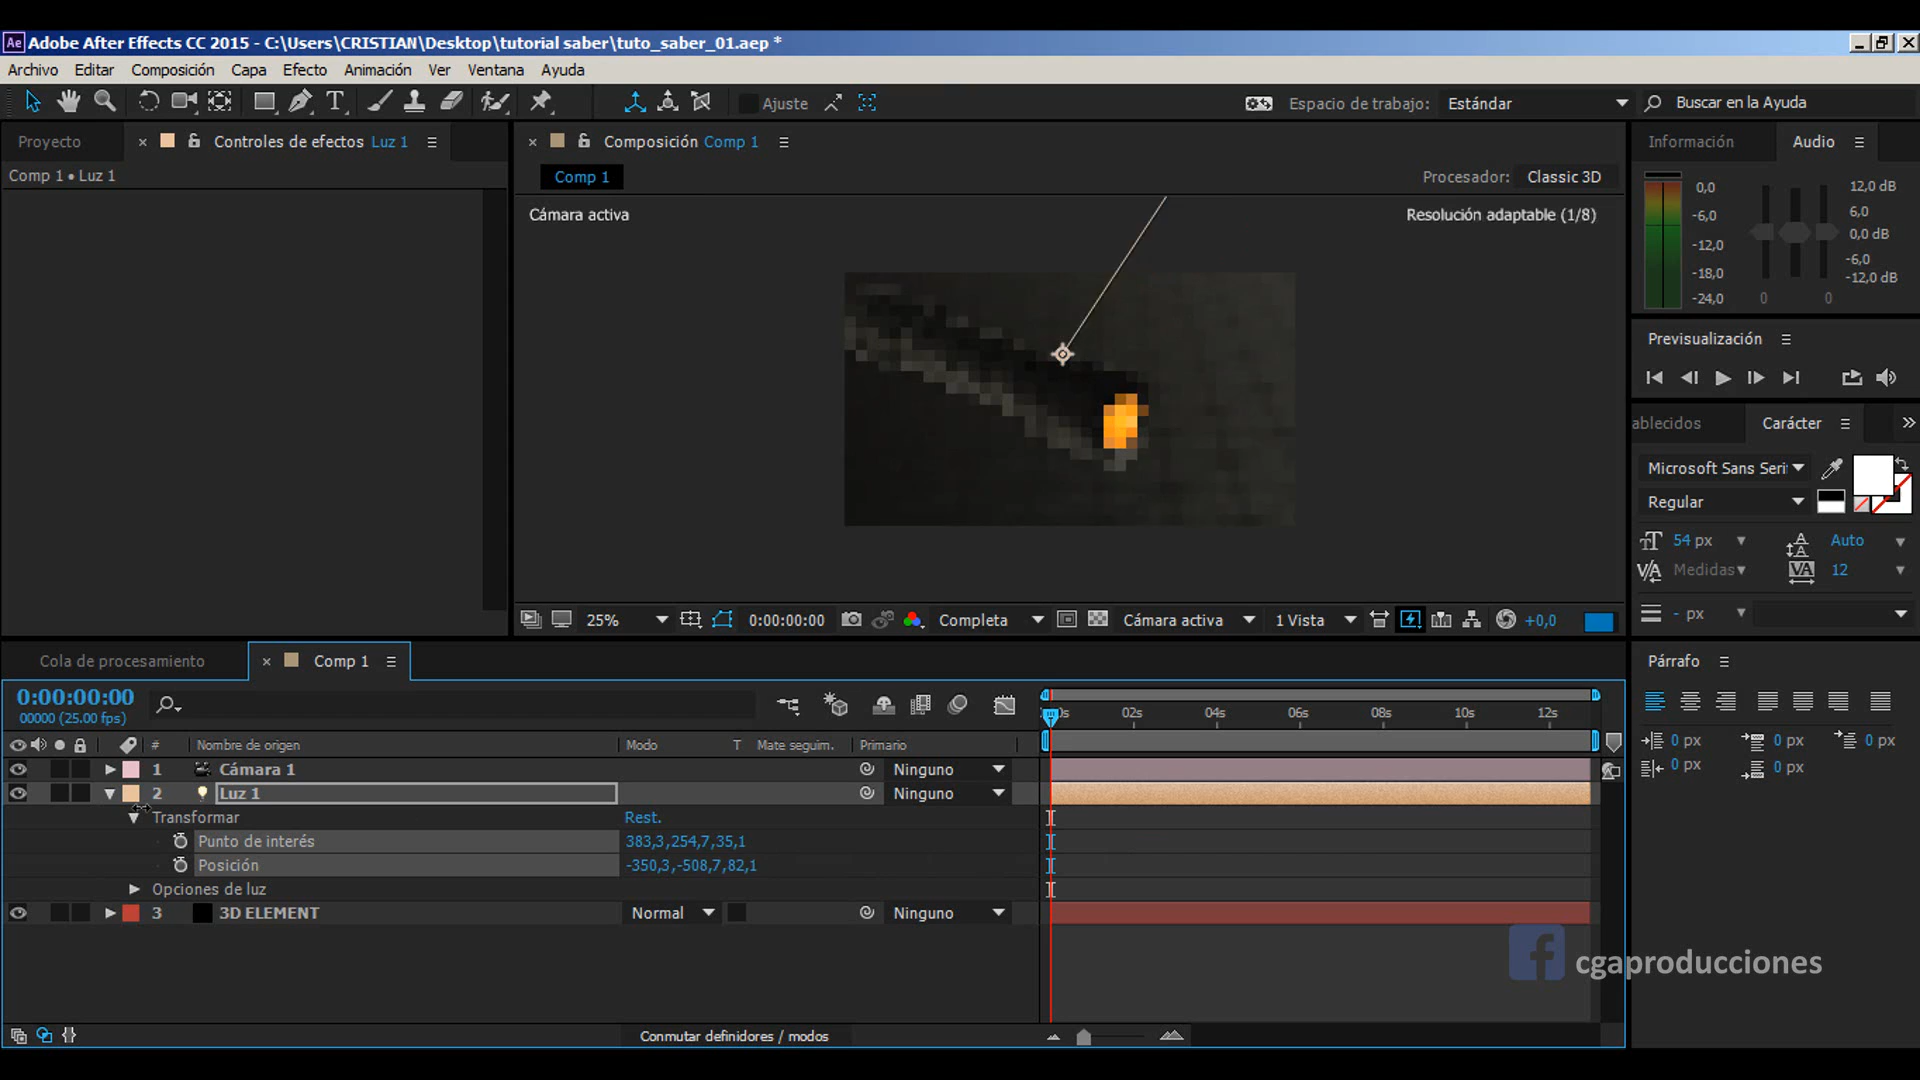 Adobe After Effects CC 2015 - C:\Users\CRISTIAN\Desktop\tutorial saber\tuto_saber_01.aep *
Archivo Editar Composición Capa Efecto Animación Ver Ventana Ayuda
Ajuste Espacio de trabajo: Estándar Buscar en la Ayuda
Proyecto Controles de efectos Luz 1 Composición Comp 1 Información Audio
Comp 1 • Luz 1 Comp 1 Procesador: Classic 3D
Cámara activa Resolución adaptable (1/8)
0,0 12,0 dB
-6,0 6,0
-12,0 0,0 dB
-18,0 -6,0
-24,0 0 0 -12,0 dB
Previsualización
ablecidos Carácter
Microsoft Sans Seri
Regular
54 px Auto
Medidas 12
- px
25% 0:00:00:00 Completa Cámara activa 1 Vista +0,0
Cola de procesamiento Comp 1 Párrafo
0:00:00:00
00000 (25.00 fps)
0s 02s 04s 06s 08s 10s 12s
0 px 0 px 0 px
0 px 0 px
# Nombre de origen Modo T Mate seguim. Primario
1 Cámara 1 Ninguno
2 Luz 1 Ninguno
Transformar Rest.
Punto de interés 383,3,254,7,35,1
Posición -350,3,-508,7,82,1
Opciones de luz
3 3D ELEMENT Normal Ninguno
f cgaproducciones
Conmutar definidores / modos